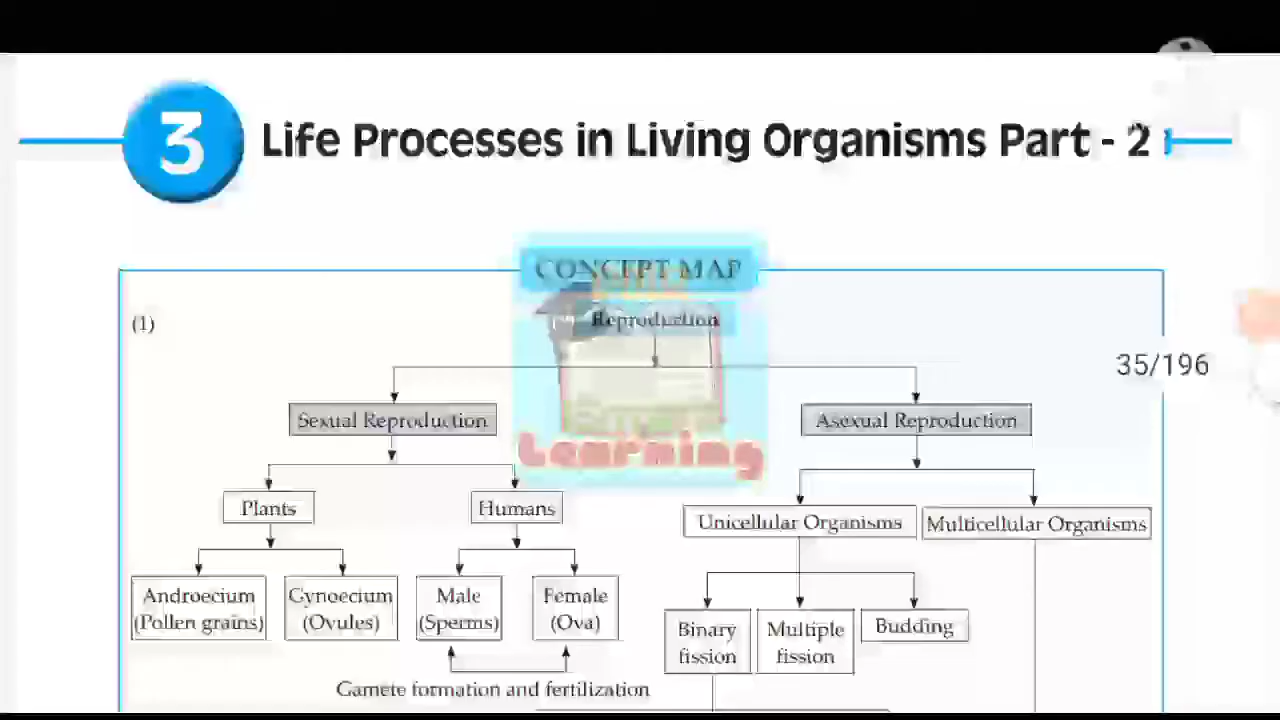 3
Life Processes in Living Organisms Part - 2
CONCEPT MAP
(1)
Reproduction
35/196
Sexual Reproduction
Asexual Reproduction
Learning
Plants
Humans
Unicellular Organisms
Multicellular Organisms
Androecium
(Pollen grains)
Gynoecium
(Ovules)
Male
(Sperms)
Female
(Ova)
Binary
fission
Multiple
fission
Budding
Gamete formation and fertilization